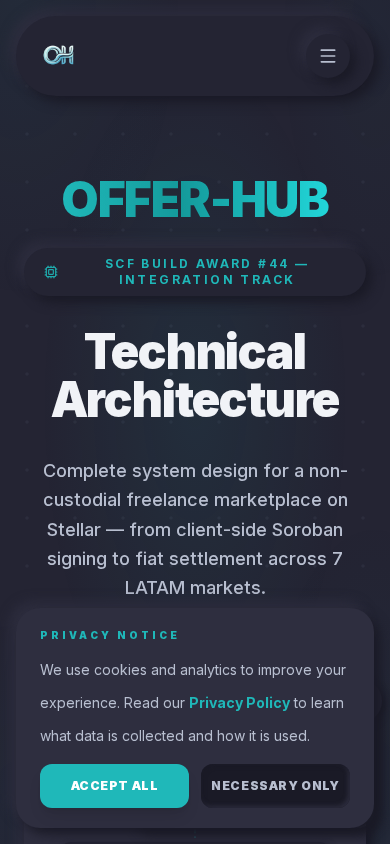 OH
OFFER-HUB
SCF BUILD AWARD #44 —
INTEGRATION TRACK
Technical
Architecture
Complete system design for a non-
custodial freelance marketplace on
Stellar — from client-side Soroban
signing to fiat settlement across 7
LATAM markets.
PRIVACY NOTICE
We use cookies and analytics to improve your
experience. Read our Privacy Policy to learn
what data is collected and how it is used.
ACCEPT ALL
NECESSARY ONLY